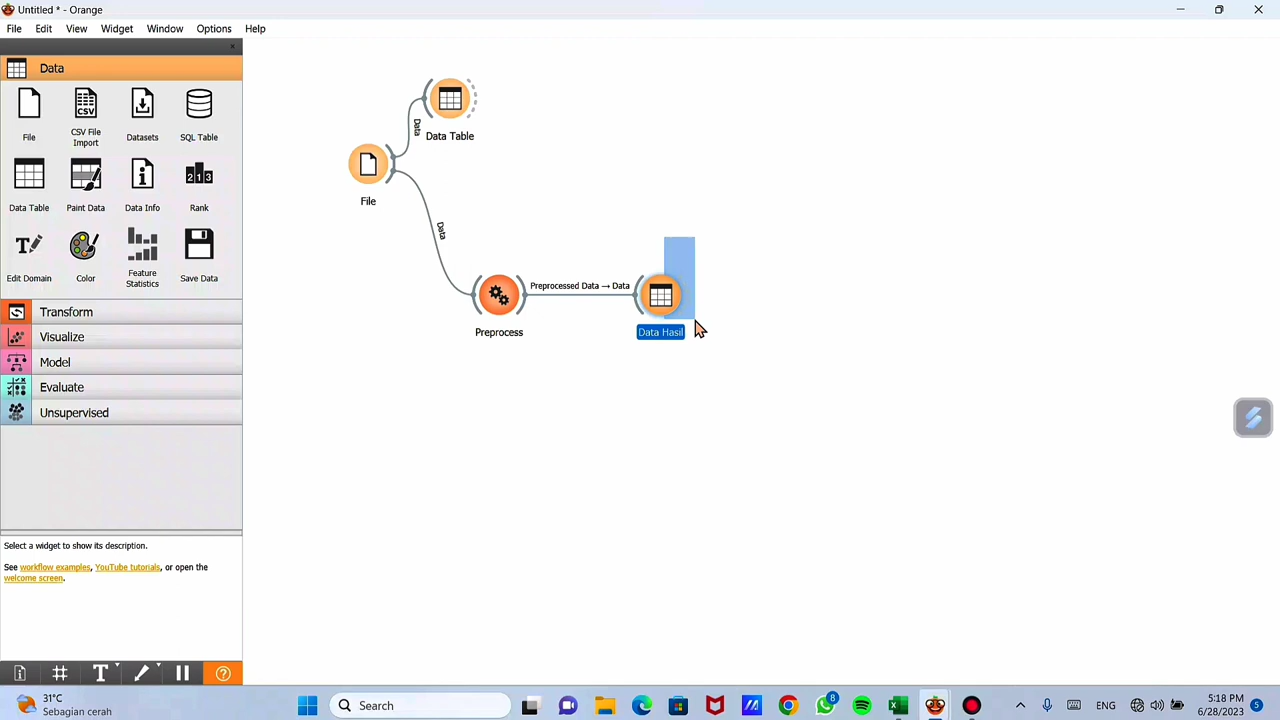 Untitled * - Orange
File Edit View Widget Window Options Help
Data
File
CSV File Import
Datasets
SQL Table
Data Table
Paint Data
Data Info
Rank
Edit Domain
Color
Feature Statistics
Save Data
Transform
Visualize
Model
Evaluate
Unsupervised
Select a widget to show its description.
See workflow examples, YouTube tutorials, or open the
welcome screen.
Data Table
Data
File
Data
Preprocess
Preprocessed Data → Data
Data Hasil
31°C
Sebagian cerah
Search
8
ENG
5:18 PM
6/28/2023
5